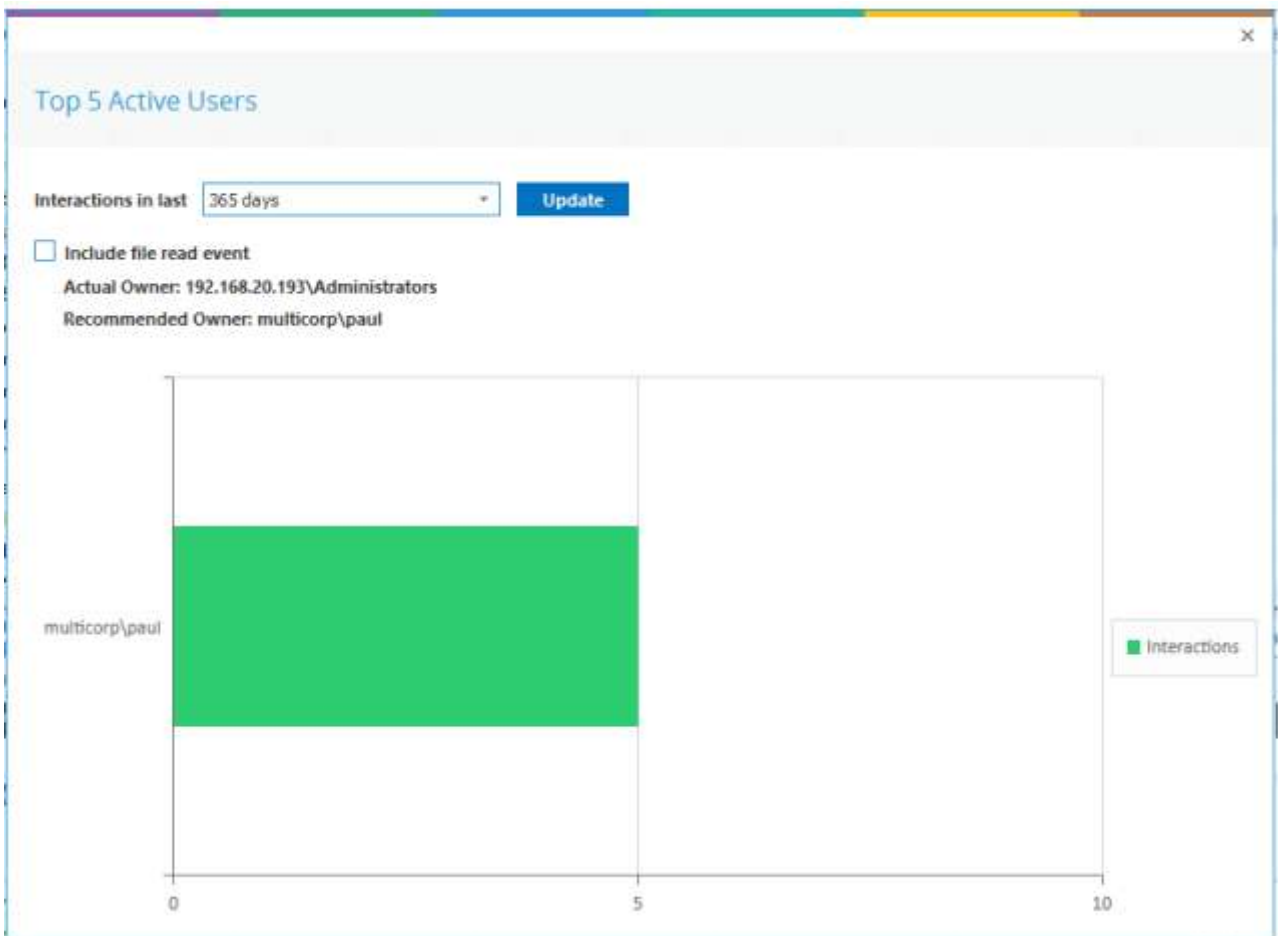 ×
Top 5 Active Users
Interactions in last 365 days Update
Include file read event
Actual Owner: 192.168.20.193\Administrators
Recommended Owner: multicorp\paul
multicorp\paul
Interactions
0 5 10